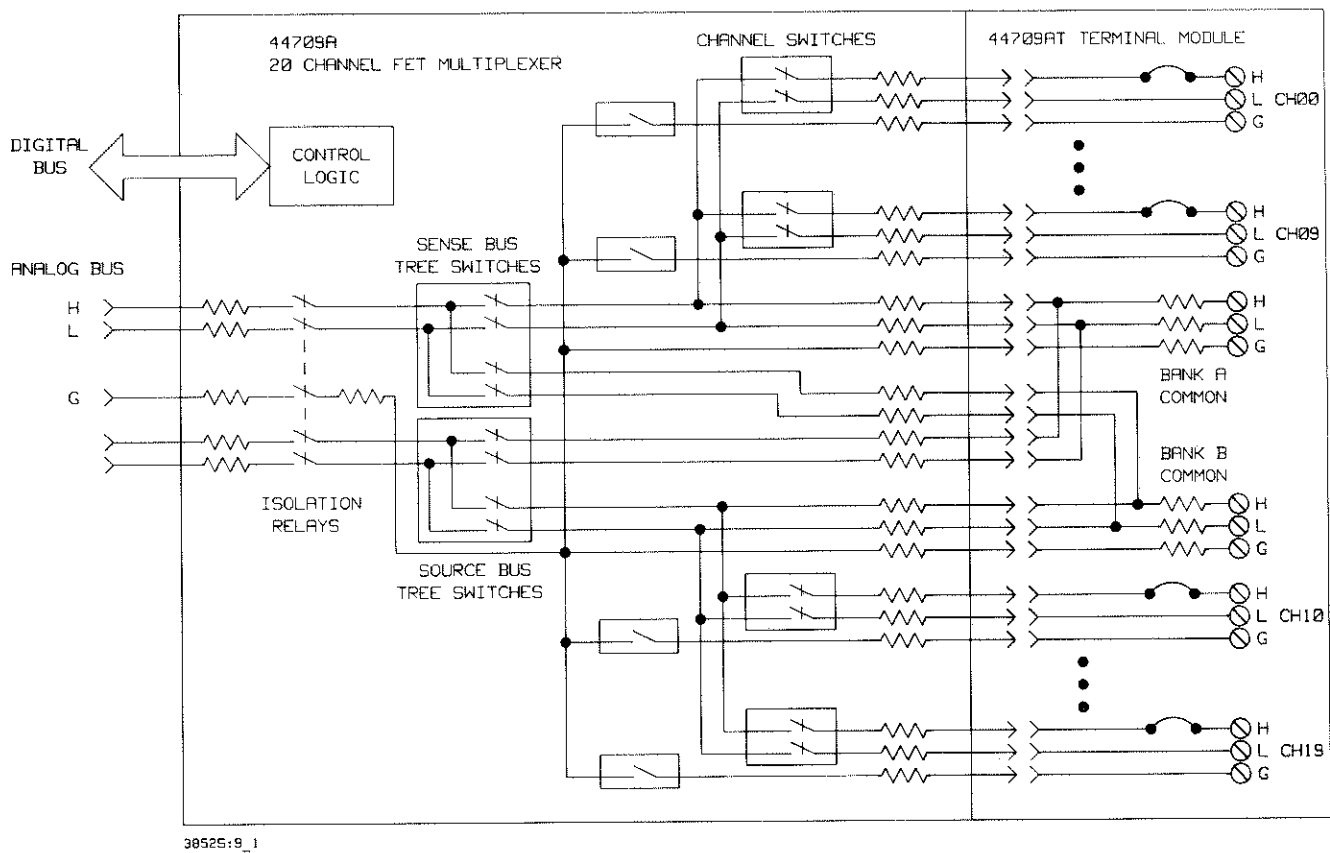 44709A
20 CHANNEL FET MULTIPLEXER
CHANNEL SWITCHES
44709AT TERMINAL MODULE
DIGITAL
BUS
CONTROL
LOGIC
ANALOG BUS
H
L
G
SENSE BUS
TREE SWITCHES
ISOLATION
RELAYS
SOURCE BUS
TREE SWITCHES
H
L CH00
G
H
L CH09
G
H
L
G
BANK A
COMMON
BANK B
COMMON
H
L
G
H
L CH10
G
H
L CH19
G
3852S:9_1